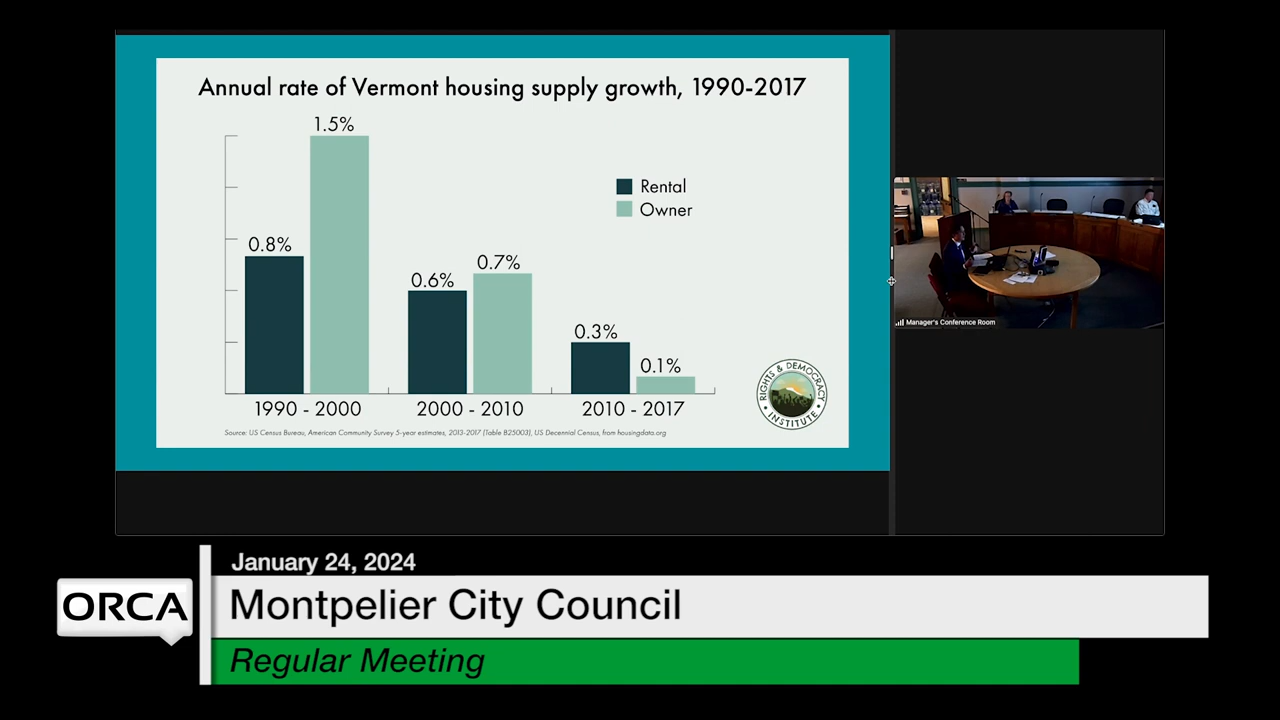 Annual rate of Vermont housing supply growth, 1990-2017
1.5%
0.8%
0.6%
0.7%
0.3%
0.1%
Rental
Owner
1990 - 2000
2000 - 2010
2010 - 2017
RIGHTS & DEMOCRACY
INSTITUTE
Source: US Census Bureau, American Community Survey 5-year estimates, 2013-2017 (Table B25003), US Decennial Census, from housingdata.org
Manager's Conference Room
January 24, 2024
ORCA
Montpelier City Council
Regular Meeting